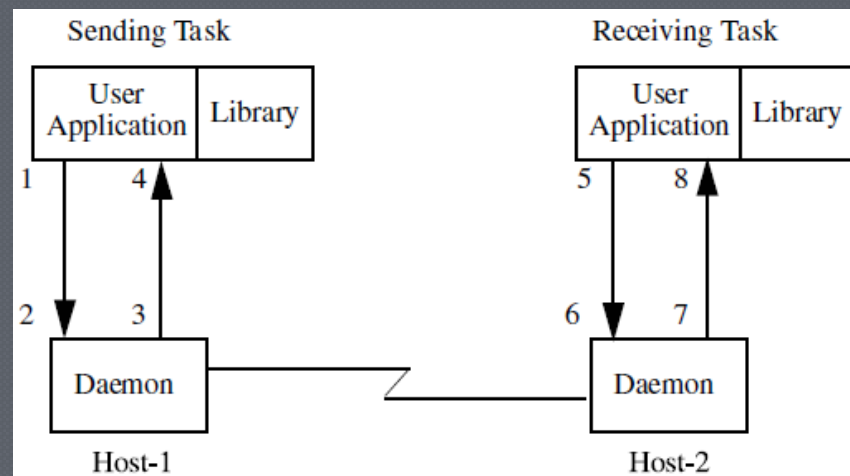 Sending Task
Receiving Task
User
Application
Library
User
Application
Library
1
4
5
8
2
3
6
7
Daemon
Daemon
Host-1
Host-2